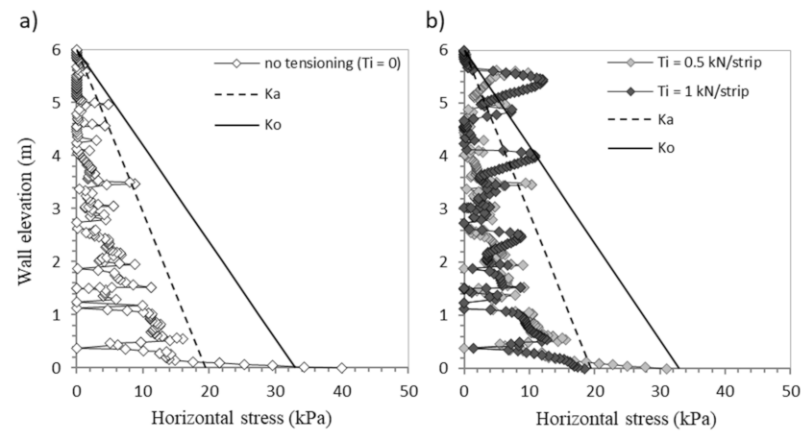 a)
6
5
4
3
2
1
0
Wall elevation (m)
no tensioning (Ti = 0)
Ka
Ko
0 10 20 30 40 50
Horizontal stress (kPa)
b)
6
5
4
3
2
1
0
Ti = 0.5 kN/strip
Ti = 1 kN/strip
Ka
Ko
0 10 20 30 40 50
Horizontal stress (kPa)